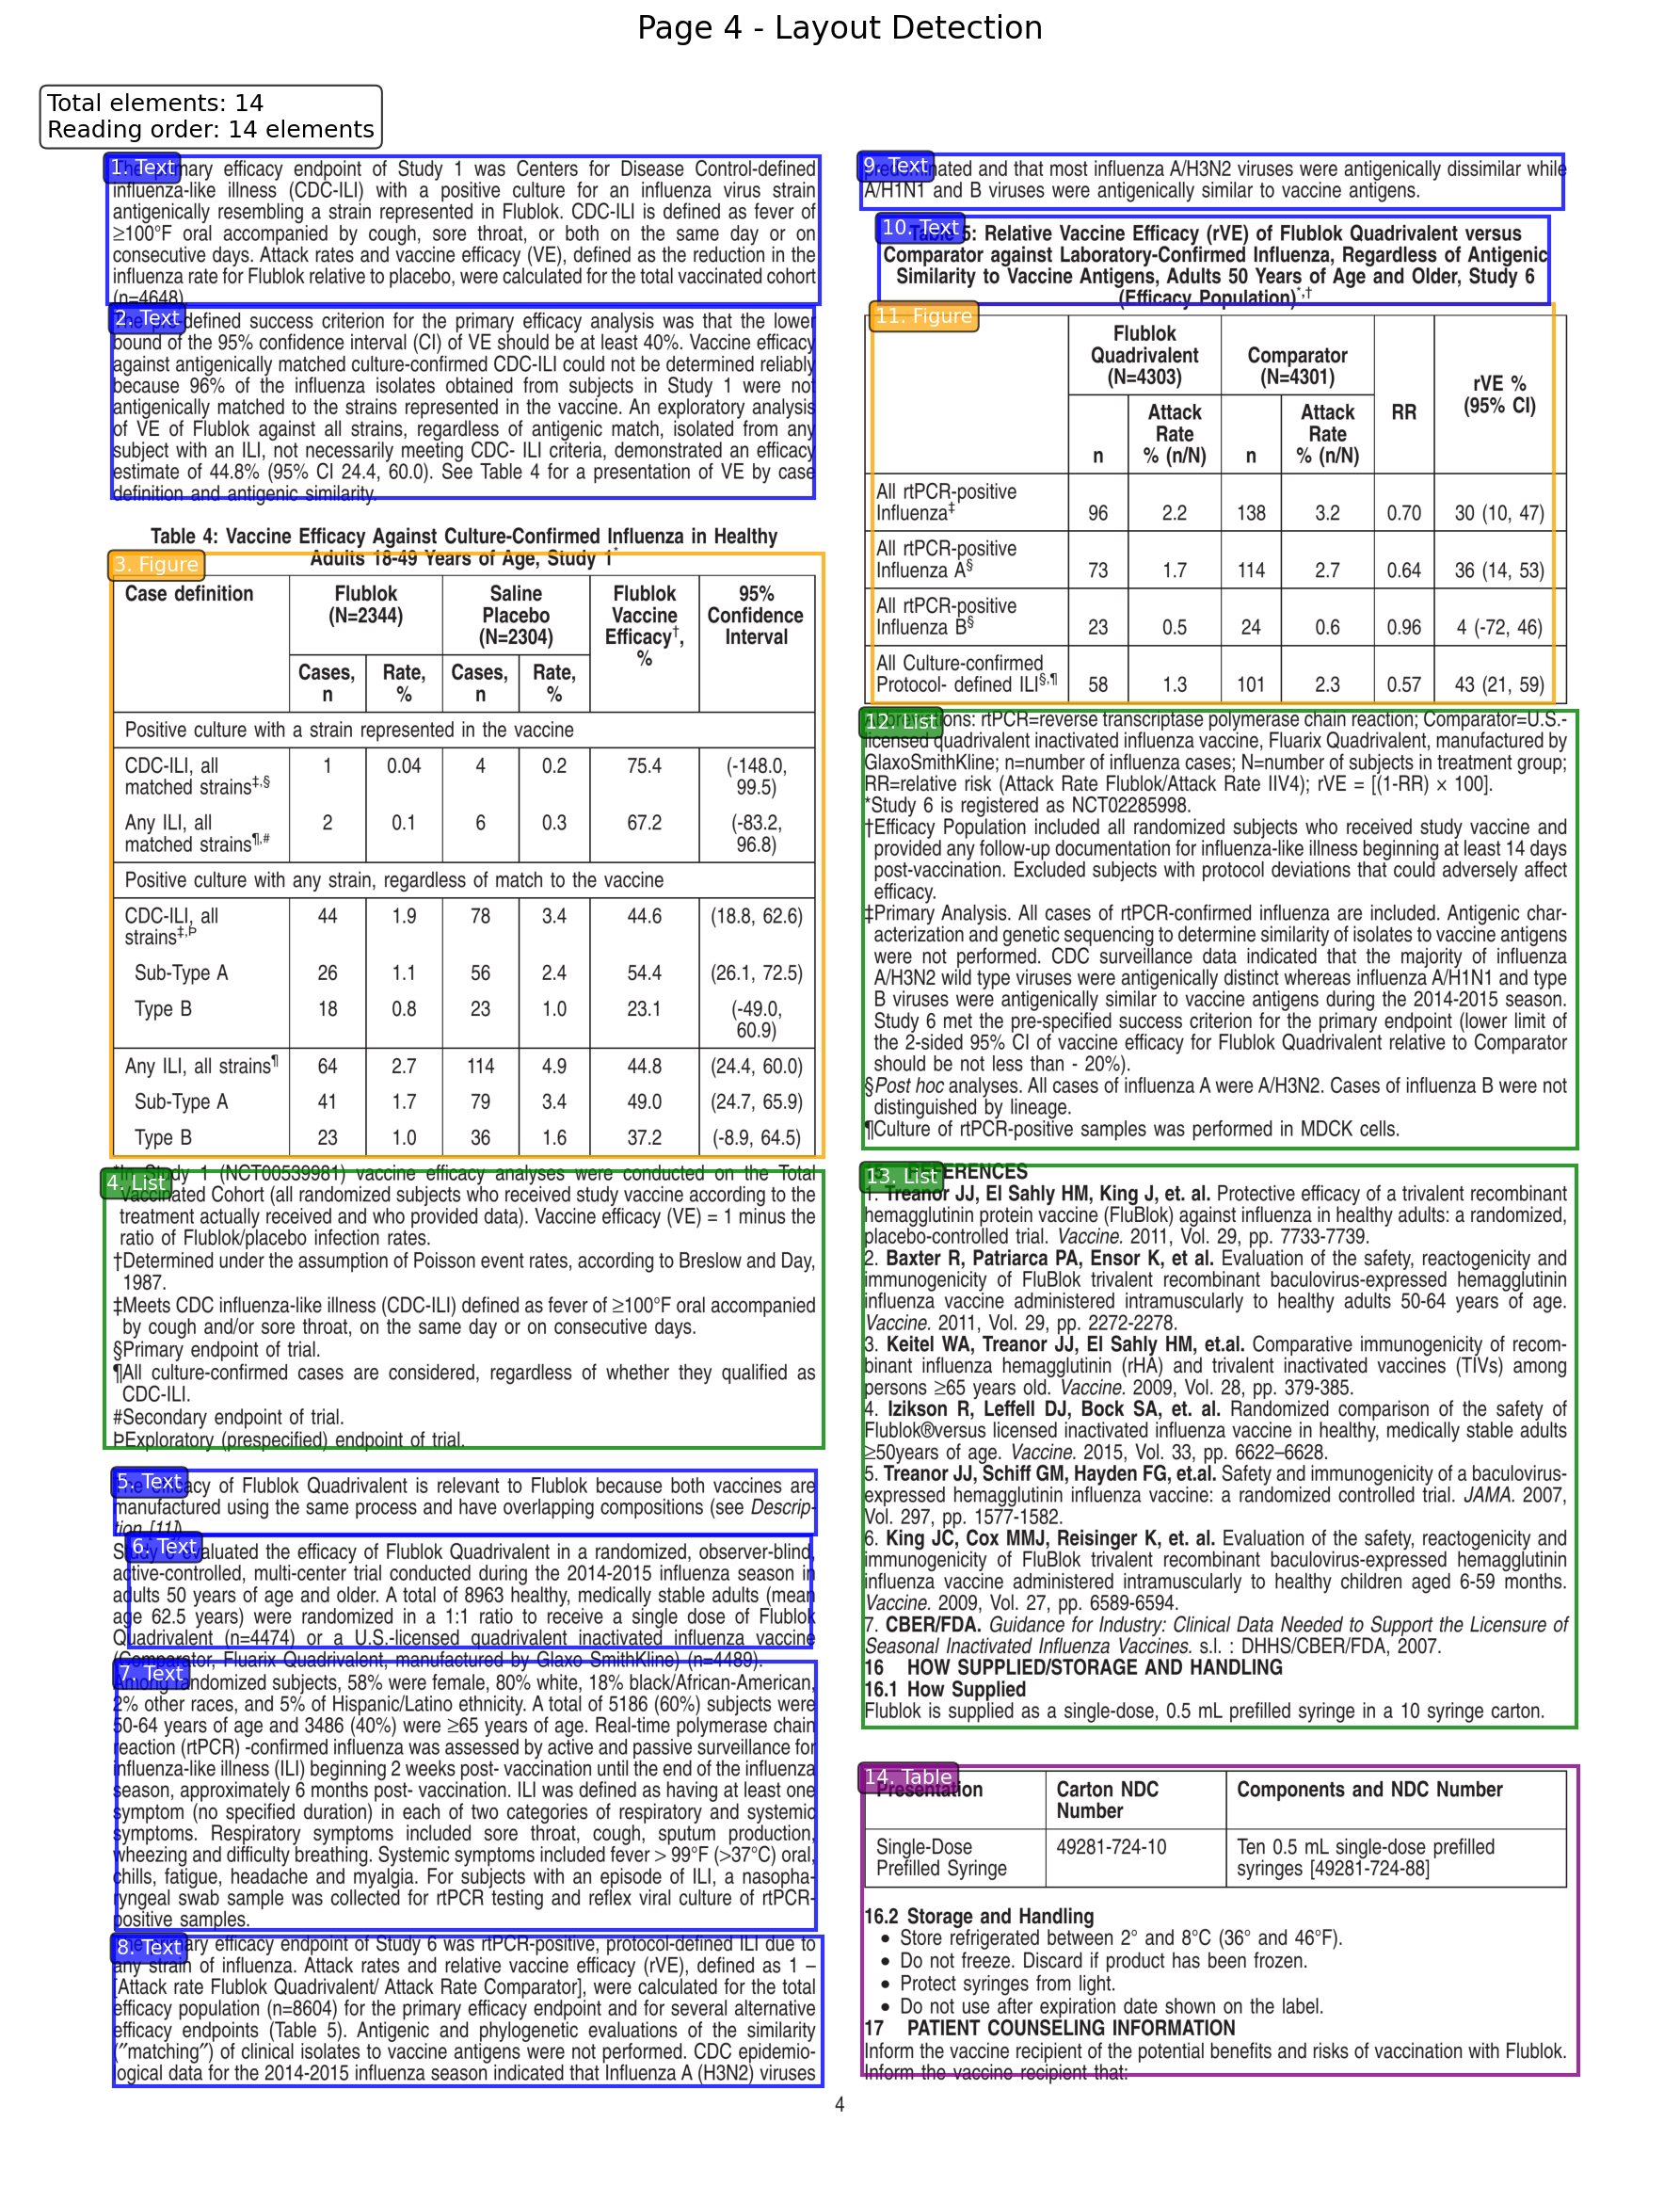 Page 4 - Layout Detection
Total elements: 14
Reading order: 14 elements
1. Text
mary efficacy endpoint of Study 1 was Centers for Disease Control-defined
influenza-like illness (CDC-ILI) with a positive culture for an influenza virus strain
antigenically resembling a strain represented in Flublok. CDC-ILI is defined as fever of
≥100°F oral accompanied by cough, sore throat, or both on the same day or on
consecutive days. Attack rates and vaccine efficacy (VE), defined as the reduction in the
influenza rate for Flublok relative to placebo, were calculated for the total vaccinated cohort
(n=4648)
2. Text
defined success criterion for the primary efficacy analysis was that the lower
bound of the 95% confidence interval (CI) of VE should be at least 40%. Vaccine efficacy
against antigenically matched culture-confirmed CDC-ILI could not be determined reliably
because 96% of the influenza isolates obtained from subjects in Study 1 were not
antigenically matched to the strains represented in the vaccine. An exploratory analysis
of VE of Flublok against all strains, regardless of antigenic match, isolated from any
subject with an ILI, not necessarily meeting CDC- ILI criteria, demonstrated an efficacy
estimate of 44.8% (95% CI 24.4, 60.0). See Table 4 for a presentation of VE by case
definition and antigenic similarity.
Table 4: Vaccine Efficacy Against Culture-Confirmed Influenza in Healthy
Adults 18-49 Years of Age, Study 1*
3. Figure
Case definition Flublok (N=2344) Saline Placebo (N=2304) Flublok Vaccine Efficacy†, % 95% Confidence Interval
Cases, n Rate, % Cases, n Rate, %
Positive culture with a strain represented in the vaccine
CDC-ILI, all matched strains‡,§ 1 0.04 4 0.2 75.4 (-148.0, 99.5)
Any ILI, all matched strains¶,# 2 0.1 6 0.3 67.2 (-83.2, 96.8)
Positive culture with any strain, regardless of match to the vaccine
CDC-ILI, all strains‡,Þ 44 1.9 78 3.4 44.6 (18.8, 62.6)
Sub-Type A 26 1.1 56 2.4 54.4 (26.1, 72.5)
Type B 18 0.8 23 1.0 23.1 (-49.0, 60.9)
Any ILI, all strains¶ 64 2.7 114 4.9 44.8 (24.4, 60.0)
Sub-Type A 41 1.7 79 3.4 49.0 (24.7, 65.9)
Type B 23 1.0 36 1.6 37.2 (-8.9, 64.5)
4. List
*In Study 1 (NCT00539981) vaccine efficacy analyses were conducted on the Total
Vaccinated Cohort (all randomized subjects who received study vaccine according to the
treatment actually received and who provided data). Vaccine efficacy (VE) = 1 minus the
ratio of Flublok/placebo infection rates.
†Determined under the assumption of Poisson event rates, according to Breslow and Day,
1987.
‡Meets CDC influenza-like illness (CDC-ILI) defined as fever of ≥100°F oral accompanied
by cough and/or sore throat, on the same day or on consecutive days.
§Primary endpoint of trial.
¶All culture-confirmed cases are considered, regardless of whether they qualified as
CDC-ILI.
#Secondary endpoint of trial.
ÞExploratory (prespecified) endpoint of trial.
5. Text
of Flublok Quadrivalent is relevant to Flublok because both vaccines are
manufactured using the same process and have overlapping compositions (see Descrip-
tion [11])
6. Text
evaluated the efficacy of Flublok Quadrivalent in a randomized, observer-blind,
active-controlled, multi-center trial conducted during the 2014-2015 influenza season in
adults 50 years of age and older. A total of 8963 healthy, medically stable adults (mean
age 62.5 years) were randomized in a 1:1 ratio to receive a single dose of Flublok
Quadrivalent (n=4474) or a U.S.-licensed quadrivalent inactivated influenza vaccine
(Comparator, Fluarix Quadrivalent, manufactured by Glaxo SmithKline) (n=4489).
7. Text
Among randomized subjects, 58% were female, 80% white, 18% black/African-American,
2% other races, and 5% of Hispanic/Latino ethnicity. A total of 5186 (60%) subjects were
50-64 years of age and 3486 (40%) were ≥65 years of age. Real-time polymerase chain
reaction (rtPCR) -confirmed influenza was assessed by active and passive surveillance for
influenza-like illness (ILI) beginning 2 weeks post- vaccination until the end of the influenza
season, approximately 6 months post- vaccination. ILI was defined as having at least one
symptom (no specified duration) in each of two categories of respiratory and systemic
symptoms. Respiratory symptoms included sore throat, cough, sputum production,
wheezing and difficulty breathing. Systemic symptoms included fever > 99°F (>37°C) oral,
chills, fatigue, headache and myalgia. For subjects with an episode of ILI, a nasopha-
ryngeal swab sample was collected for rtPCR testing and reflex viral culture of rtPCR-
positive samples.
8. Text
ary efficacy endpoint of Study 6 was rtPCR-positive, protocol-defined ILI due to
any strain of influenza. Attack rates and relative vaccine efficacy (rVE), defined as 1 –
[Attack rate Flublok Quadrivalent/ Attack Rate Comparator], were calculated for the total
efficacy population (n=8604) for the primary efficacy endpoint and for several alternative
efficacy endpoints (Table 5). Antigenic and phylogenetic evaluations of the similarity
("matching") of clinical isolates to vaccine antigens were not performed. CDC epidemio-
logical data for the 2014-2015 influenza season indicated that Influenza A (H3N2) viruses
9. Text
nated and that most influenza A/H3N2 viruses were antigenically dissimilar while
A/H1N1 and B viruses were antigenically similar to vaccine antigens.
10. Text
5: Relative Vaccine Efficacy (rVE) of Flublok Quadrivalent versus
Comparator against Laboratory-Confirmed Influenza, Regardless of Antigenic
Similarity to Vaccine Antigens, Adults 50 Years of Age and Older, Study 6
(Efficacy Population)*,†
11. Figure
Flublok Quadrivalent (N=4303) Comparator (N=4301) RR rVE % (95% CI)
n Attack Rate % (n/N) n Attack Rate % (n/N)
All rtPCR-positive Influenza‡ 96 2.2 138 3.2 0.70 30 (10, 47)
All rtPCR-positive Influenza A§ 73 1.7 114 2.7 0.64 36 (14, 53)
All rtPCR-positive Influenza B§ 23 0.5 24 0.6 0.96 4 (-72, 46)
All Culture-confirmed Protocol- defined ILI§,¶ 58 1.3 101 2.3 0.57 43 (21, 59)
12. List
ons: rtPCR=reverse transcriptase polymerase chain reaction; Comparator=U.S.-
licensed quadrivalent inactivated influenza vaccine, Fluarix Quadrivalent, manufactured by
GlaxoSmithKline; n=number of influenza cases; N=number of subjects in treatment group;
RR=relative risk (Attack Rate Flublok/Attack Rate IIV4); rVE = [(1-RR) × 100].
*Study 6 is registered as NCT02285998.
†Efficacy Population included all randomized subjects who received study vaccine and
provided any follow-up documentation for influenza-like illness beginning at least 14 days
post-vaccination. Excluded subjects with protocol deviations that could adversely affect
efficacy.
‡Primary Analysis. All cases of rtPCR-confirmed influenza are included. Antigenic char-
acterization and genetic sequencing to determine similarity of isolates to vaccine antigens
were not performed. CDC surveillance data indicated that the majority of influenza
A/H3N2 wild type viruses were antigenically distinct whereas influenza A/H1N1 and type
B viruses were antigenically similar to vaccine antigens during the 2014-2015 season.
Study 6 met the pre-specified success criterion for the primary endpoint (lower limit of
the 2-sided 95% CI of vaccine efficacy for Flublok Quadrivalent relative to Comparator
should be not less than - 20%).
§Post hoc analyses. All cases of influenza A were A/H3N2. Cases of influenza B were not
distinguished by lineage.
¶Culture of rtPCR-positive samples was performed in MDCK cells.
13. List
ERENCES
1. Treanor JJ, El Sahly HM, King J, et. al. Protective efficacy of a trivalent recombinant
hemagglutinin protein vaccine (FluBlok) against influenza in healthy adults: a randomized,
placebo-controlled trial. Vaccine. 2011, Vol. 29, pp. 7733-7739.
2. Baxter R, Patriarca PA, Ensor K, et al. Evaluation of the safety, reactogenicity and
immunogenicity of FluBlok trivalent recombinant baculovirus-expressed hemagglutinin
influenza vaccine administered intramuscularly to healthy adults 50-64 years of age.
Vaccine. 2011, Vol. 29, pp. 2272-2278.
3. Keitel WA, Treanor JJ, El Sahly HM, et.al. Comparative immunogenicity of recom-
binant influenza hemagglutinin (rHA) and trivalent inactivated vaccines (TIVs) among
persons ≥65 years old. Vaccine. 2009, Vol. 28, pp. 379-385.
4. Izikson R, Leffell DJ, Bock SA, et. al. Randomized comparison of the safety of
Flublok®versus licensed inactivated influenza vaccine in healthy, medically stable adults
≥50years of age. Vaccine. 2015, Vol. 33, pp. 6622–6628.
5. Treanor JJ, Schiff GM, Hayden FG, et.al. Safety and immunogenicity of a baculovirus-
expressed hemagglutinin influenza vaccine: a randomized controlled trial. JAMA. 2007,
Vol. 297, pp. 1577-1582.
6. King JC, Cox MMJ, Reisinger K, et. al. Evaluation of the safety, reactogenicity and
immunogenicity of FluBlok trivalent recombinant baculovirus-expressed hemagglutinin
influenza vaccine administered intramuscularly to healthy children aged 6-59 months.
Vaccine. 2009, Vol. 27, pp. 6589-6594.
7. CBER/FDA. Guidance for Industry: Clinical Data Needed to Support the Licensure of
Seasonal Inactivated Influenza Vaccines. s.l. : DHHS/CBER/FDA, 2007.
16 HOW SUPPLIED/STORAGE AND HANDLING
16.1 How Supplied
Flublok is supplied as a single-dose, 0.5 mL prefilled syringe in a 10 syringe carton.
14. Table
Presentation Carton NDC Number Components and NDC Number
Single-Dose Prefilled Syringe 49281-724-10 Ten 0.5 mL single-dose prefilled syringes [49281-724-88]
16.2 Storage and Handling
• Store refrigerated between 2° and 8°C (36° and 46°F).
• Do not freeze. Discard if product has been frozen.
• Protect syringes from light.
• Do not use after expiration date shown on the label.
17 PATIENT COUNSELING INFORMATION
Inform the vaccine recipient of the potential benefits and risks of vaccination with Flublok.
Inform the vaccine recipient that:
4